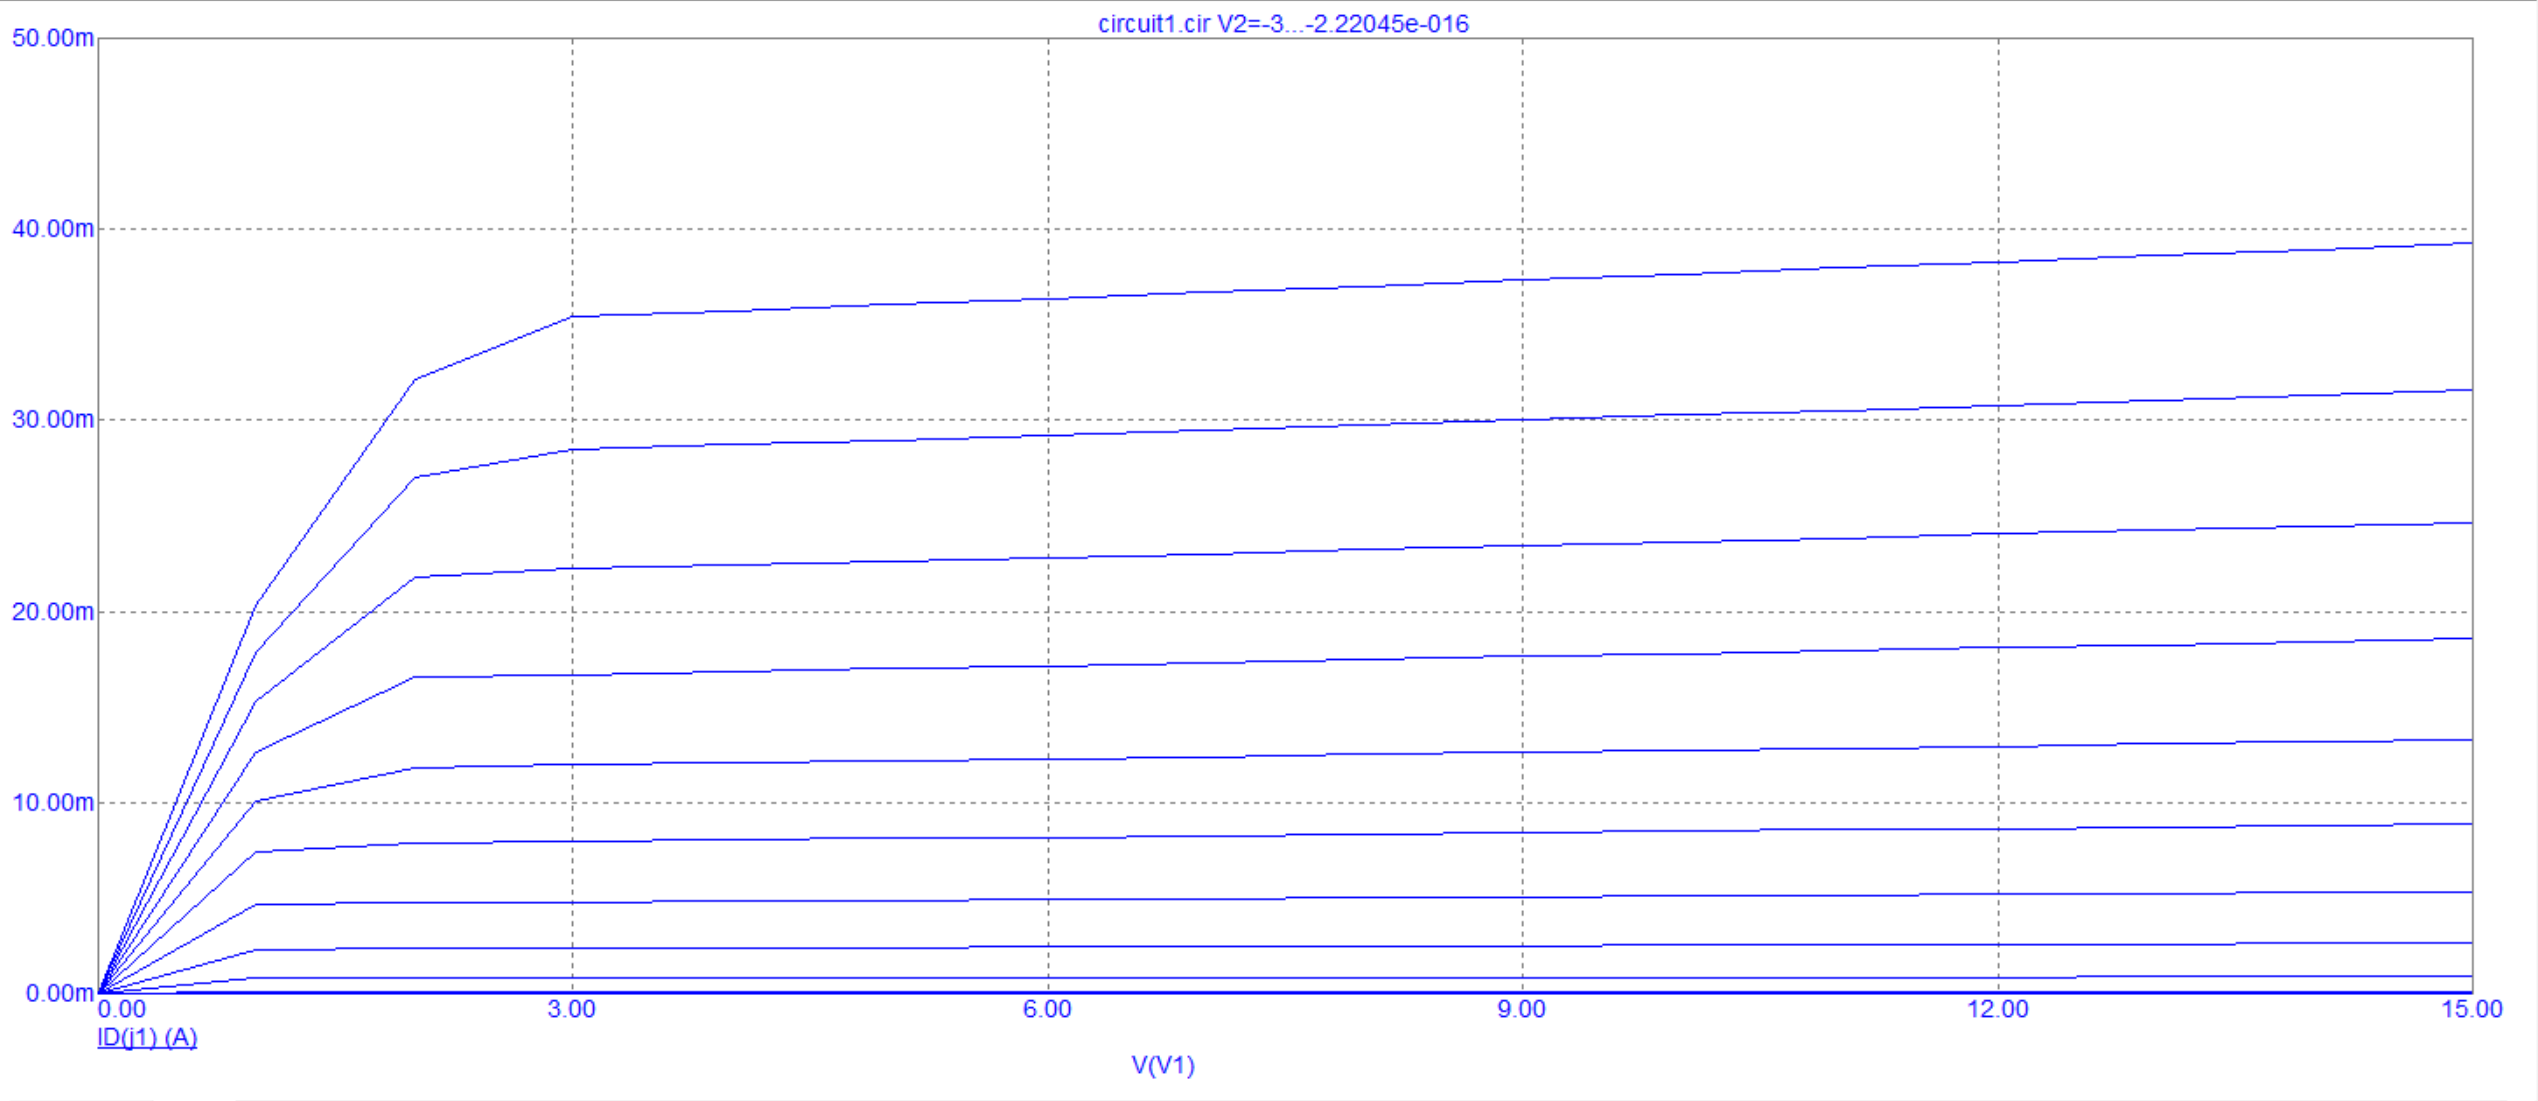 circuit1.cir V2=-3...-2.22045e-016
50.00m
40.00m
30.00m
20.00m
10.00m
0.00m
0.00 3.00 6.00 9.00 12.00 15.00
ID(j1) (A)
V(V1)